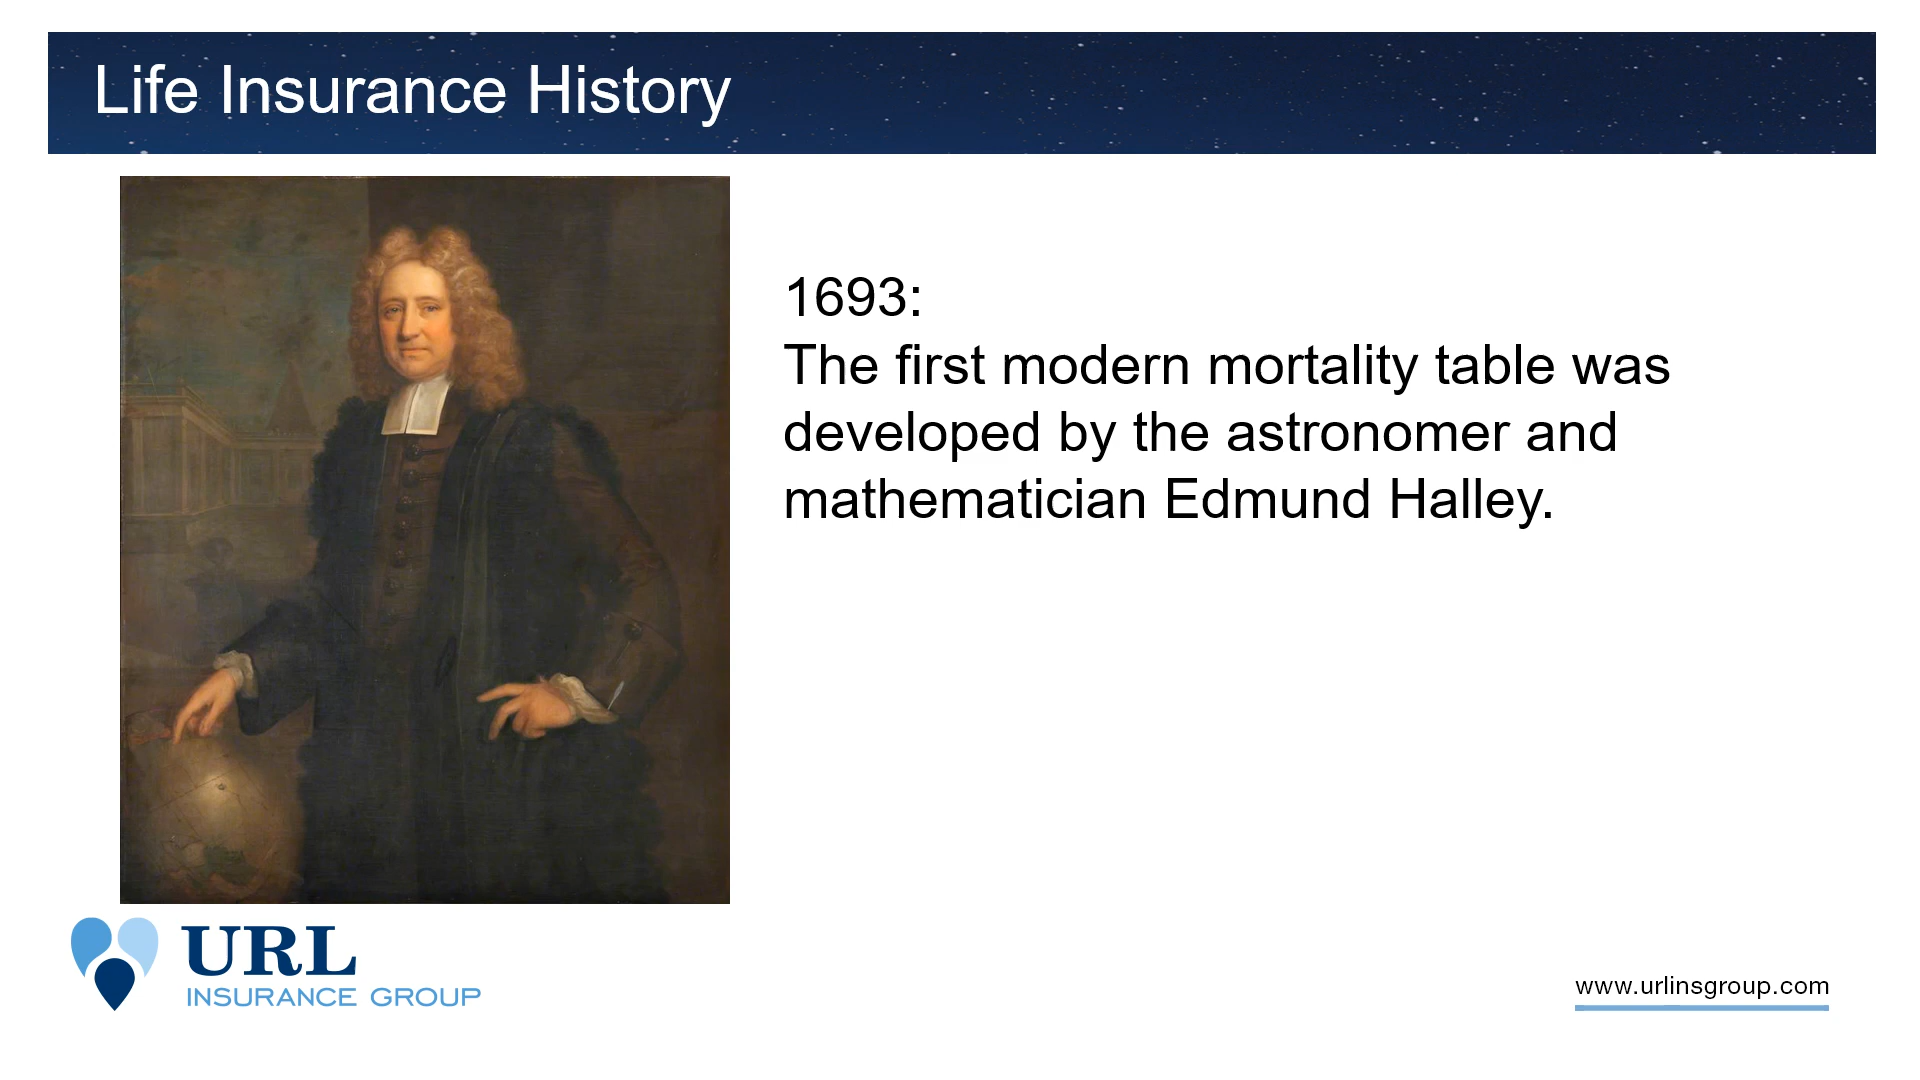 Life Insurance History
1693:
The first modern mortality table was
developed by the astronomer and
mathematician Edmund Halley.
URL
INSURANCE GROUP
www.urlinsgroup.com